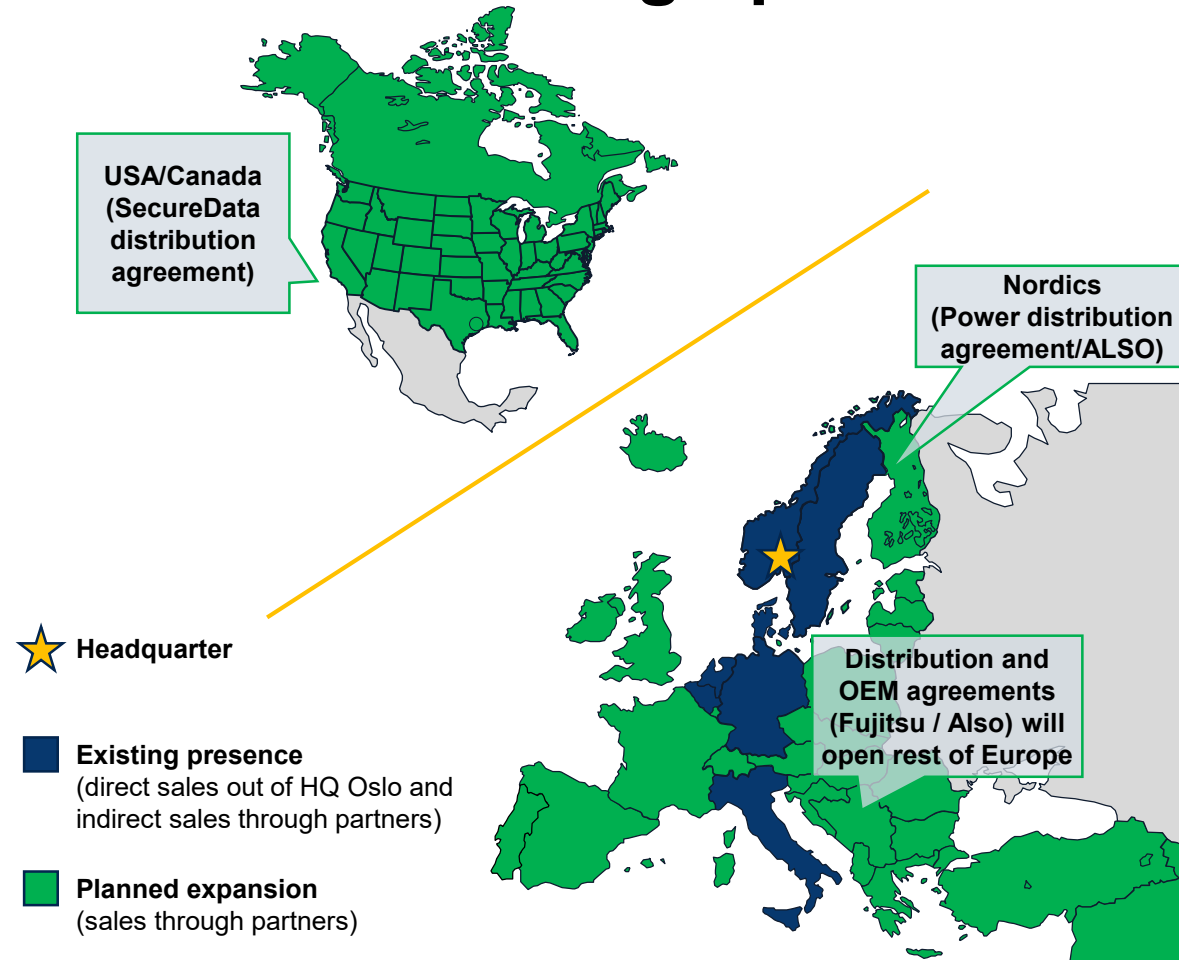 USA/Canada
(SecureData
distribution
agreement)
Nordics
(Power distribution
agreement/ALSO)
Distribution and
OEM agreements
(Fujitsu / Also) will
open rest of Europe
Headquarter
Existing presence
(direct sales out of HQ Oslo and
indirect sales through partners)
Planned expansion
(sales through partners)